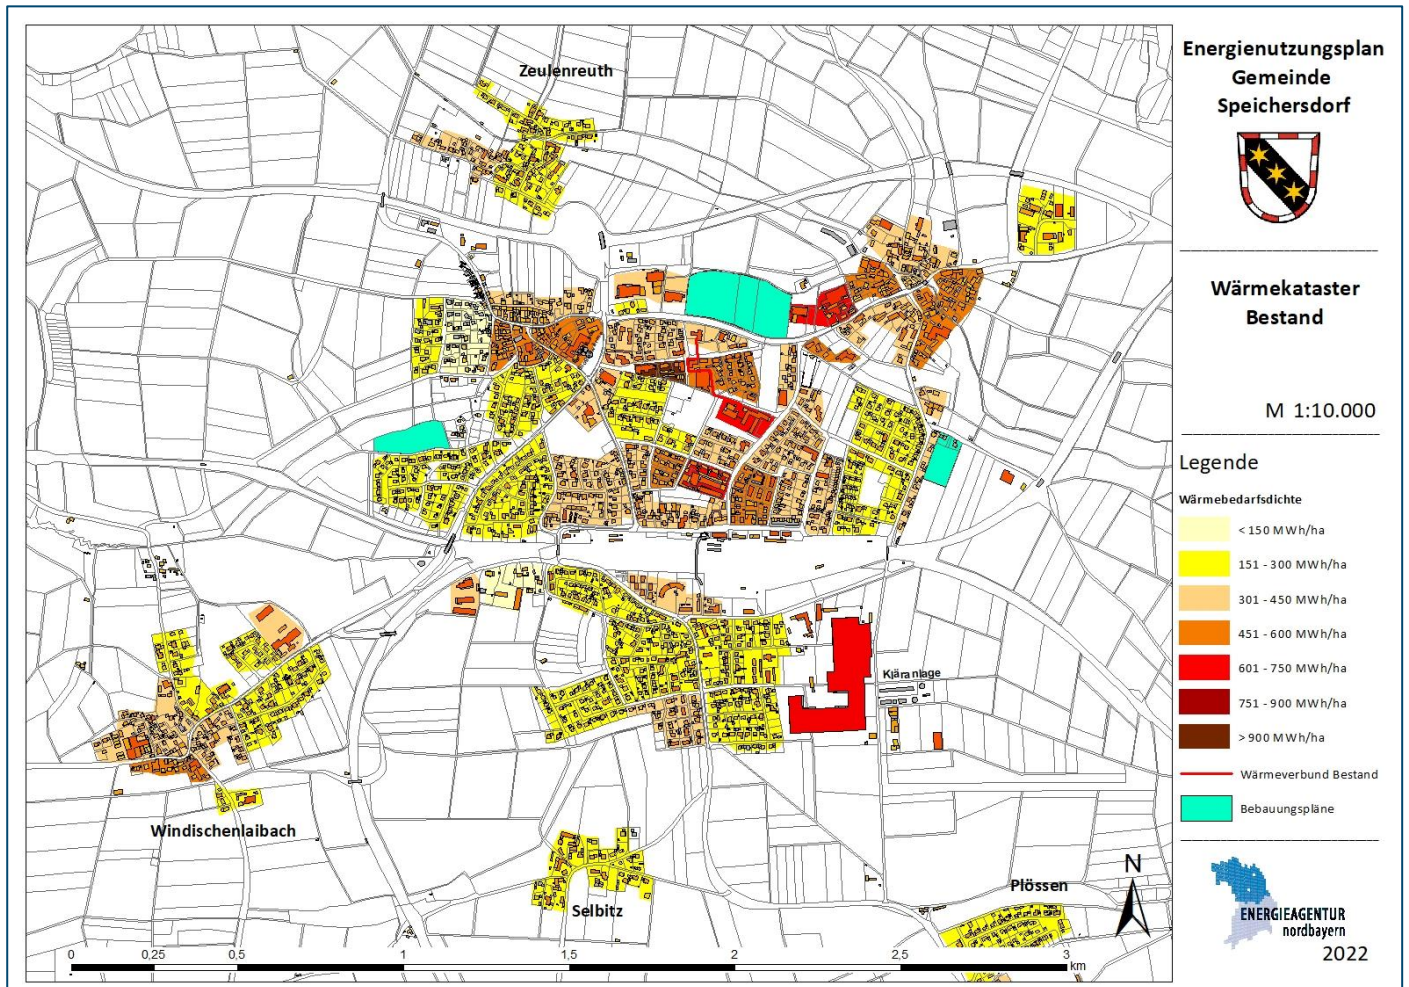 Zeulenreuth
Kläranlage
Windischenlaibach
Selbitz
Plössen
N
0
0,25
0,5
1
1,5
2
2,5
3
km
Energienutzungsplan
Gemeinde
Speichersdorf
Wärmekataster
Bestand
M 1:10.000
Legende
Wärmebedarfsdichte
< 150 MWh/ha
151 - 300 MWh/ha
301 - 450 MWh/ha
451 - 600 MWh/ha
601 - 750 MWh/ha
751 - 900 MWh/ha
> 900 MWh/ha
Wärmeverbund Bestand
Bebauungspläne
ENERGIEAGENTUR
nordbayern
2022